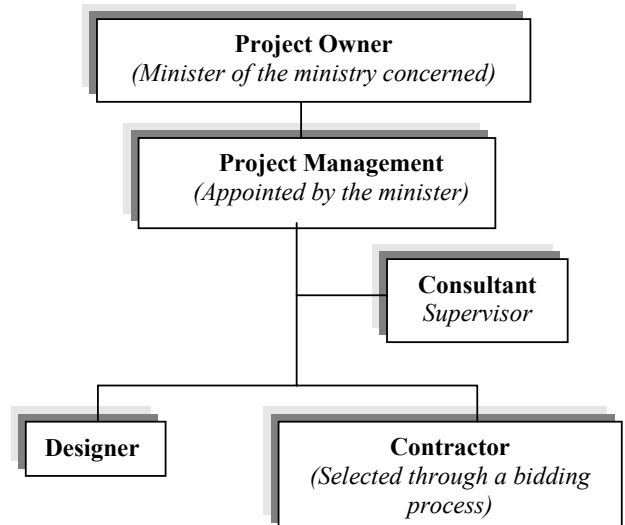 Project Owner
(Minister of the ministry concerned)
Project Management
(Appointed by the minister)
Consultant
Supervisor
Designer
Contractor
(Selected through a bidding
process)